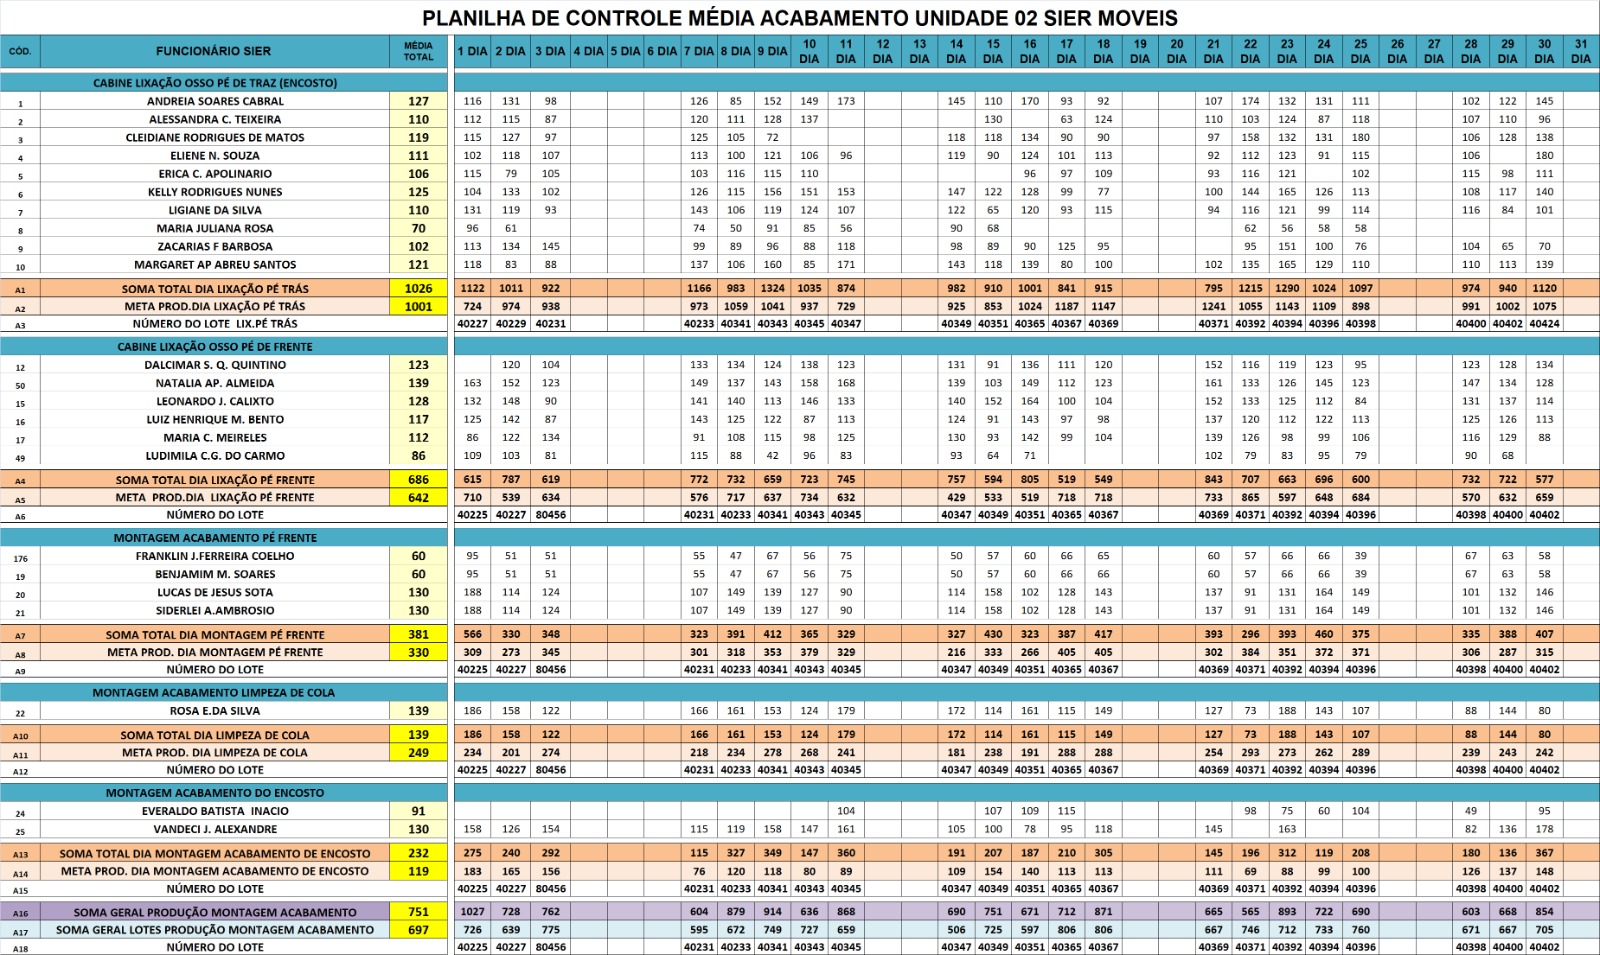 PLANILHA DE CONTROLE MÉDIA ACABAMENTO UNIDADE 02 SIER MOVEIS
CÓD. FUNCIONÁRIO SIER MÉDIA TOTAL 1 DIA 2 DIA 3 DIA 4 DIA 5 DIA 6 DIA 7 DIA 8 DIA 9 DIA 10 DIA 11 DIA 12 DIA 13 DIA 14 DIA 15 DIA 16 DIA 17 DIA 18 DIA 19 DIA 20 DIA 21 DIA 22 DIA 23 DIA 24 DIA 25 DIA 26 DIA 27 DIA 28 DIA 29 DIA 30 DIA 31 DIA
CABINE LIXAÇÃO OSSO PÉ DE TRAZ (ENCOSTO)
1 ANDREIA SOARES CABRAL 127 116 131 98 126 85 152 149 173 145 110 170 93 92 107 174 132 131 111 102 122 145
2 ALESSANDRA C. TEIXEIRA 110 112 115 87 120 111 128 137 130 63 124 110 103 124 87 118 107 110 96
3 CLEIDIANE RODRIGUES DE MATOS 119 115 127 97 125 105 72 118 118 134 90 90 97 158 132 131 180 106 128 138
4 ELIENE N. SOUZA 111 102 118 107 113 100 121 106 96 119 90 124 101 113 92 112 123 91 115 106 180
5 ERICA C. APOLINARIO 106 115 79 105 103 116 115 110 96 97 109 93 116 121 102 115 98 111
6 KELLY RODRIGUES NUNES 125 104 133 102 126 115 156 151 153 147 122 128 99 77 100 144 165 126 113 108 117 140
7 LIGIANE DA SILVA 110 131 119 93 143 106 119 124 107 122 65 120 93 115 94 116 121 99 114 116 84 101
8 MARIA JULIANA ROSA 70 96 61 74 50 91 85 56 90 68 62 56 58 58
9 ZACARIAS F BARBOSA 102 113 134 145 99 89 96 88 118 98 89 90 125 95 95 151 100 76 104 65 70
10 MARGARET AP ABREU SANTOS 121 118 83 88 137 106 160 85 171 143 118 139 80 100 102 135 165 129 110 110 113 139
A1 SOMA TOTAL DIA LIXAÇÃO PÉ TRÁS 1026 1122 1011 922 1166 983 1324 1035 874 982 910 1001 841 915 795 1215 1290 1024 1097 974 940 1120
A2 META PROD.DIA LIXAÇÃO PÉ TRÁS 1001 724 974 938 973 1059 1041 937 729 925 853 1024 1187 1147 1241 1055 1143 1109 898 991 1002 1075
A3 NÚMERO DO LOTE LIX.PÉ TRÁS 40227 40229 40231 40233 40341 40343 40345 40347 40349 40351 40365 40367 40369 40371 40392 40394 40396 40398 40400 40402 40424
CABINE LIXAÇÃO OSSO PÉ DE FRENTE
12 DALCIMAR S. Q. QUINTINO 123 120 104 133 134 124 138 123 131 91 136 111 120 152 116 119 123 95 123 128 134
50 NATALIA AP. ALMEIDA 139 163 152 123 149 137 143 158 168 139 103 149 112 123 161 133 126 145 123 147 134 128
15 LEONARDO J. CALIXTO 128 132 148 90 141 140 113 146 133 140 152 164 100 104 152 133 125 112 84 131 137 114
16 LUIZ HENRIQUE M. BENTO 117 125 142 87 143 125 122 87 113 124 91 143 97 98 137 120 112 122 113 125 126 113
17 MARIA C. MEIRELES 112 86 122 134 91 108 115 98 125 130 93 142 99 104 139 126 98 99 106 116 129 88
49 LUDIMILA C.G. DO CARMO 86 109 103 81 115 88 42 96 83 93 64 71 102 79 83 95 79 90 68
A4 SOMA TOTAL DIA LIXAÇÃO PÉ FRENTE 686 615 787 619 772 732 659 723 745 757 594 805 519 549 843 707 663 696 600 732 722 577
A5 META PROD.DIA LIXAÇÃO PÉ FRENTE 642 710 539 634 576 717 637 734 632 429 533 519 718 718 733 865 597 648 684 570 632 659
A6 NÚMERO DO LOTE 40225 40227 80456 40231 40233 40341 40343 40345 40347 40349 40351 40365 40367 40369 40371 40392 40394 40396 40398 40400 40402
MONTAGEM ACABAMENTO PÉ FRENTE
176 FRANKLIN J.FERREIRA COELHO 60 95 51 51 55 47 67 56 75 50 57 60 66 65 60 57 66 66 39 67 63 58
19 BENJAMIM M. SOARES 60 95 51 51 55 47 67 56 75 50 57 60 66 66 60 57 66 66 39 67 63 58
20 LUCAS DE JESUS SOTA 130 188 114 124 107 149 139 127 90 114 158 102 128 143 137 91 131 164 149 101 132 146
21 SIDERLEI A.AMBROSIO 130 188 114 124 107 149 139 127 90 114 158 102 128 143 137 91 131 164 149 101 132 146
A7 SOMA TOTAL DIA MONTAGEM PÉ FRENTE 381 566 330 348 323 391 412 365 329 327 430 323 387 417 393 296 393 460 375 335 388 407
A8 META PROD. DIA MONTAGEM PÉ FRENTE 330 309 273 345 301 318 353 379 329 216 333 266 405 405 302 384 351 372 371 306 287 315
A9 NÚMERO DO LOTE 40225 40227 80456 40231 40233 40341 40343 40345 40347 40349 40351 40365 40367 40369 40371 40392 40394 40396 40398 40400 40402
MONTAGEM ACABAMENTO LIMPEZA DE COLA
22 ROSA E.DA SILVA 139 186 158 122 166 161 153 124 179 172 114 161 115 149 127 73 188 143 107 88 144 80
A10 SOMA TOTAL DIA LIMPEZA DE COLA 139 186 158 122 166 161 153 124 179 172 114 161 115 149 127 73 188 143 107 88 144 80
A11 META PROD. DIA LIMPEZA DE COLA 249 234 201 274 218 234 278 268 241 181 238 191 288 288 254 293 273 262 289 239 243 242
A12 NÚMERO DO LOTE 40225 40227 80456 40231 40233 40341 40343 40345 40347 40349 40351 40365 40367 40369 40371 40392 40394 40396 40398 40400 40402
MONTAGEM ACABAMENTO DO ENCOSTO
24 EVERALDO BATISTA INACIO 91 104 107 109 115 98 75 60 104 49 95
25 VANDECI J. ALEXANDRE 130 158 126 154 115 119 158 147 161 105 100 78 95 118 145 163 82 136 178
A13 SOMA TOTAL DIA MONTAGEM ACABAMENTO DE ENCOSTO 232 275 240 292 115 327 349 147 360 191 207 187 210 305 145 196 312 119 208 180 136 367
A14 META PROD. DIA MONTAGEM ACABAMENTO DE ENCOSTO 119 183 165 156 76 120 118 80 89 109 154 140 113 113 111 69 88 99 100 126 137 148
A15 NÚMERO DO LOTE 40225 40227 80456 40231 40233 40341 40343 40345 40347 40349 40351 40365 40367 40369 40371 40392 40394 40396 40398 40400 40402
A16 SOMA GERAL PRODUÇÃO MONTAGEM ACABAMENTO 751 1027 728 762 604 879 914 636 868 690 751 671 712 871 665 565 893 722 690 603 668 854
A17 SOMA GERAL LOTES PRODUÇÃO MONTAGEM ACABAMENTO 697 726 639 775 595 672 749 727 659 506 725 597 806 806 667 746 712 733 760 671 667 705
A18 NÚMERO DO LOTE 40225 40227 80456 40231 40233 40341 40343 40345 40347 40349 40351 40365 40367 40369 40371 40392 40394 40396 40398 40400 40402